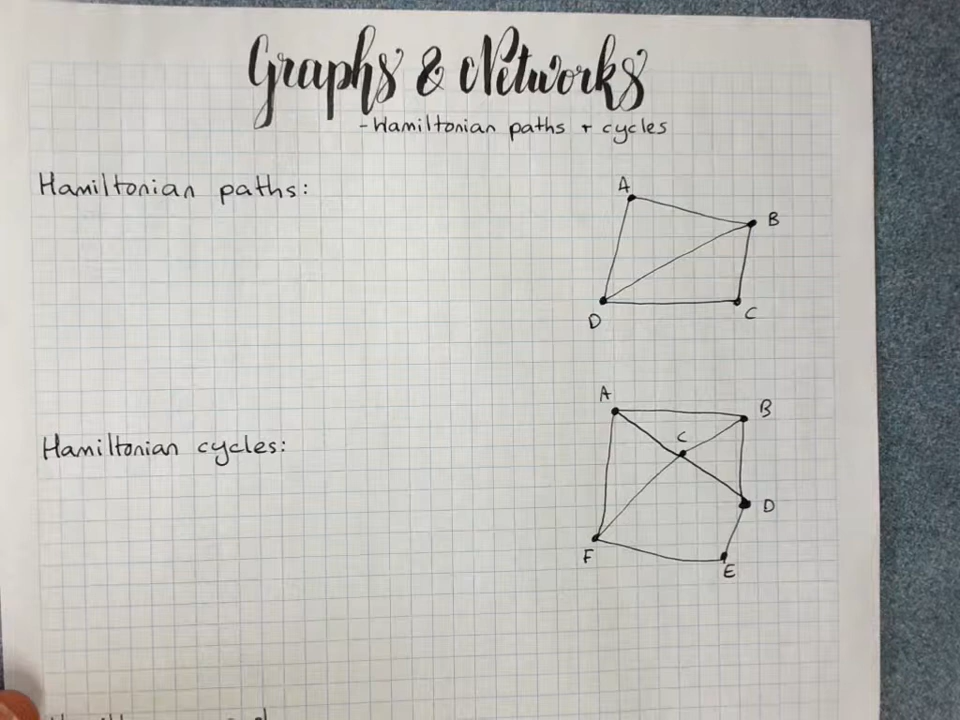 Graphs & Networks
- Hamiltonian paths + cycles
Hamiltonian paths:
A
B
D
C
A
B
C
Hamiltonian cycles:
D
F
E